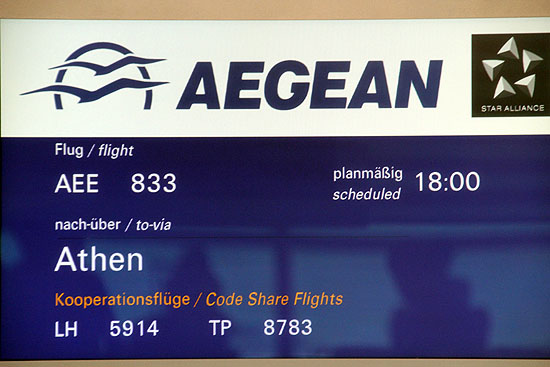 AEGEAN
STAR ALLIANCE
Flug / flight
AEE 833
planmäßig
scheduled
18:00
nach-über / to-via
Athen
Kooperationsflüge / Code Share Flights
LH 5914 TP 8783